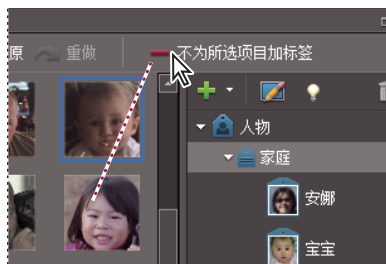 原 重做 不为所选项目加标签
人物
家庭
安娜
宝宝